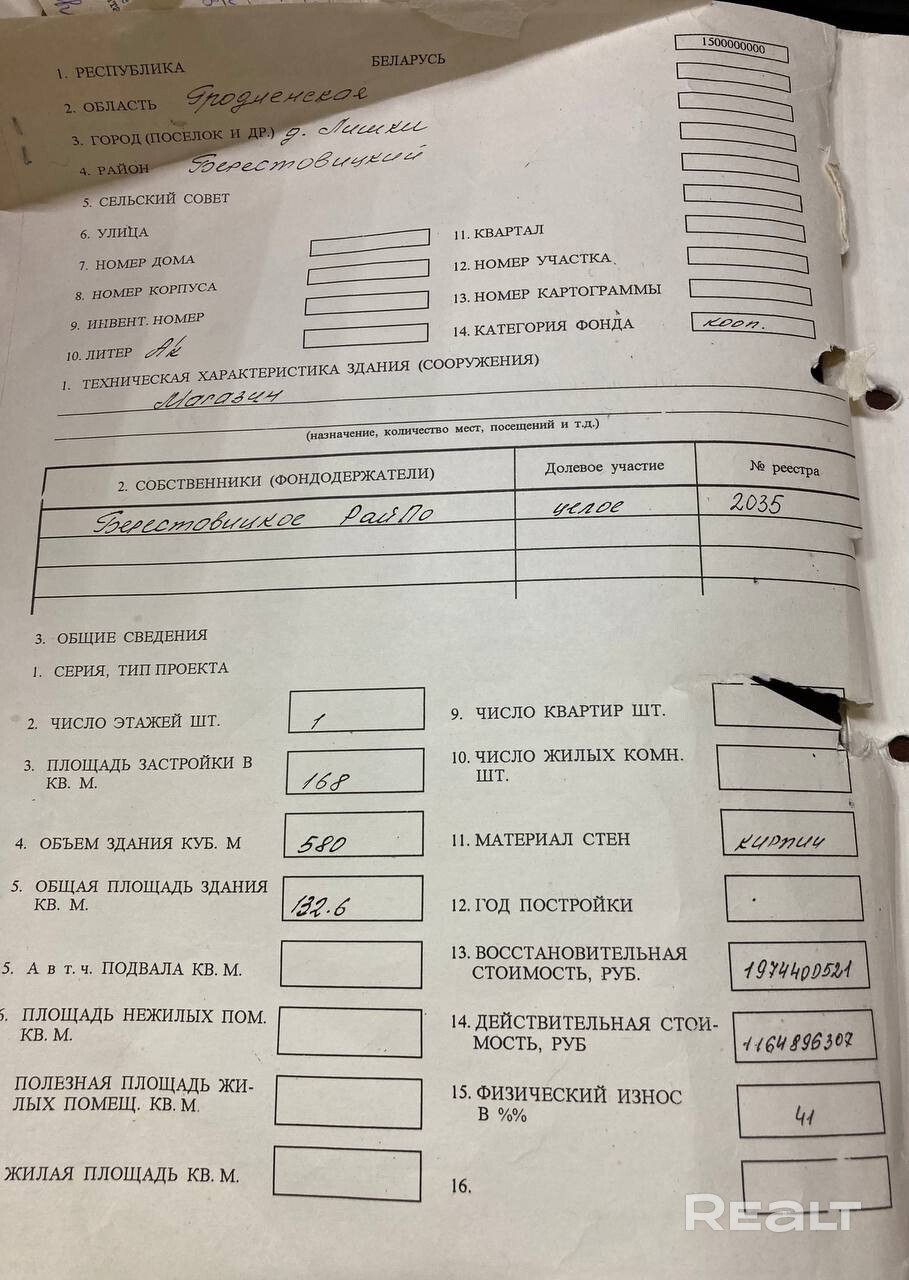 1500000000
1. РЕСПУБЛИКА БЕЛАРУСЬ
2. ОБЛАСТЬ Гродненская
3. ГОРОД (ПОСЕЛОК И ДР.) д. Лишки
4. РАЙОН Берестовицкий
5. СЕЛЬСКИЙ СОВЕТ
6. УЛИЦА
7. НОМЕР ДОМА
8. НОМЕР КОРПУСА
9. ИНВЕНТ. НОМЕР
10. ЛИТЕР А/к
11. КВАРТАЛ
12. НОМЕР УЧАСТКА
13. НОМЕР КАРТОГРАММЫ
14. КАТЕГОРИЯ ФОНДА кооп.
1. ТЕХНИЧЕСКАЯ ХАРАКТЕРИСТИКА ЗДАНИЯ (СООРУЖЕНИЯ)
Магазин
(назначение, количество мест, посещений и т.д.)
2. СОБСТВЕННИКИ (ФОНДОДЕРЖАТЕЛИ) Долевое участие № реестра
Берестовицкое РайПо целое 2035
3. ОБЩИЕ СВЕДЕНИЯ
1. СЕРИЯ, ТИП ПРОЕКТА
2. ЧИСЛО ЭТАЖЕЙ ШТ. 1
3. ПЛОЩАДЬ ЗАСТРОЙКИ В
КВ. М. 168
4. ОБЪЕМ ЗДАНИЯ КУБ. М 580
5. ОБЩАЯ ПЛОЩАДЬ ЗДАНИЯ
КВ. М. 132.6
5. А в т. ч. ПОДВАЛА КВ. М.
6. ПЛОЩАДЬ НЕЖИЛЫХ ПОМ.
КВ. М.
ПОЛЕЗНАЯ ПЛОЩАДЬ ЖИ-
ЛЫХ ПОМЕЩ. КВ. М.
ЖИЛАЯ ПЛОЩАДЬ КВ. М.
9. ЧИСЛО КВАРТИР ШТ.
10. ЧИСЛО ЖИЛЫХ КОМН.
ШТ.
11. МАТЕРИАЛ СТЕН кирпич
12. ГОД ПОСТРОЙКИ
13. ВОССТАНОВИТЕЛЬНАЯ
СТОИМОСТЬ, РУБ. 1974400521
14. ДЕЙСТВИТЕЛЬНАЯ СТОИ-
МОСТЬ, РУБ 1164896307
15. ФИЗИЧЕСКИЙ ИЗНОС
В %% 41
16.
REALT